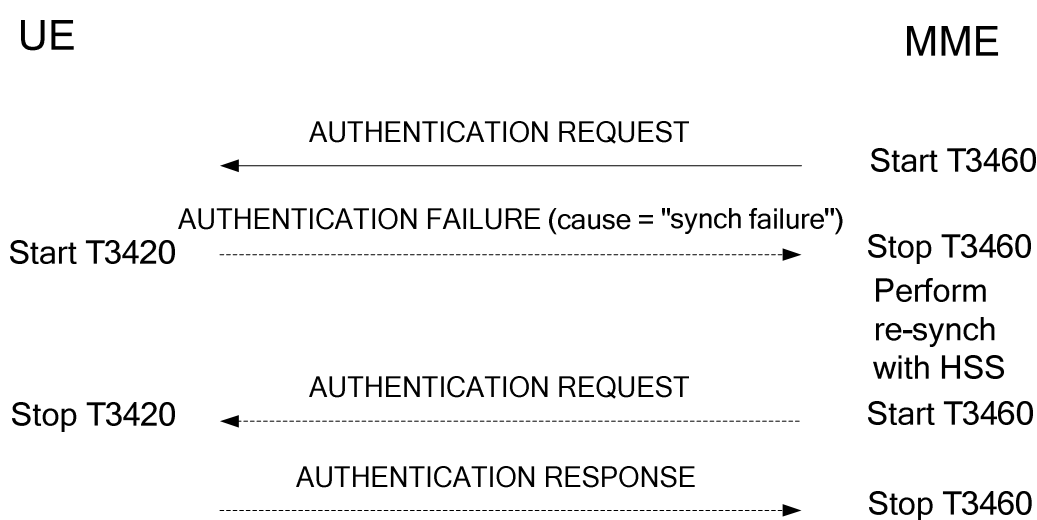 UE
MME
AUTHENTICATION REQUEST
Start T3460
AUTHENTICATION FAILURE (cause = "synch failure")
Start T3420
Stop T3460
Perform
re-synch
with HSS
AUTHENTICATION REQUEST
Stop T3420
Start T3460
AUTHENTICATION RESPONSE
Stop T3460